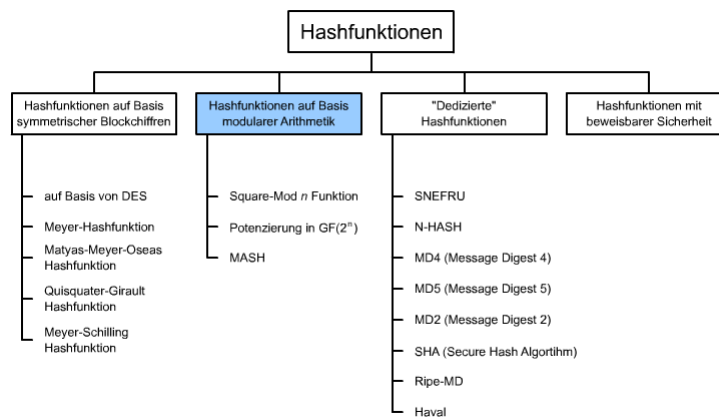 Hashfunktionen
Hashfunktionen auf Basis
symmetrischer Blockchiffren
Hashfunktionen auf Basis
modularer Arithmetik
"Dedizierte"
Hashfunktionen
Hashfunktionen mit
beweisbarer Sicherheit
auf Basis von DES
Meyer-Hashfunktion
Matyas-Meyer-Oseas
Hashfunktion
Quisquater-Girault
Hashfunktion
Meyer-Schilling
Hashfunktion
Square-Mod n Funktion
Potenzierung in GF(2ⁿ)
MASH
SNEFRU
N-HASH
MD4 (Message Digest 4)
MD5 (Message Digest 5)
MD2 (Message Digest 2)
SHA (Secure Hash Algortihm)
Ripe-MD
Haval